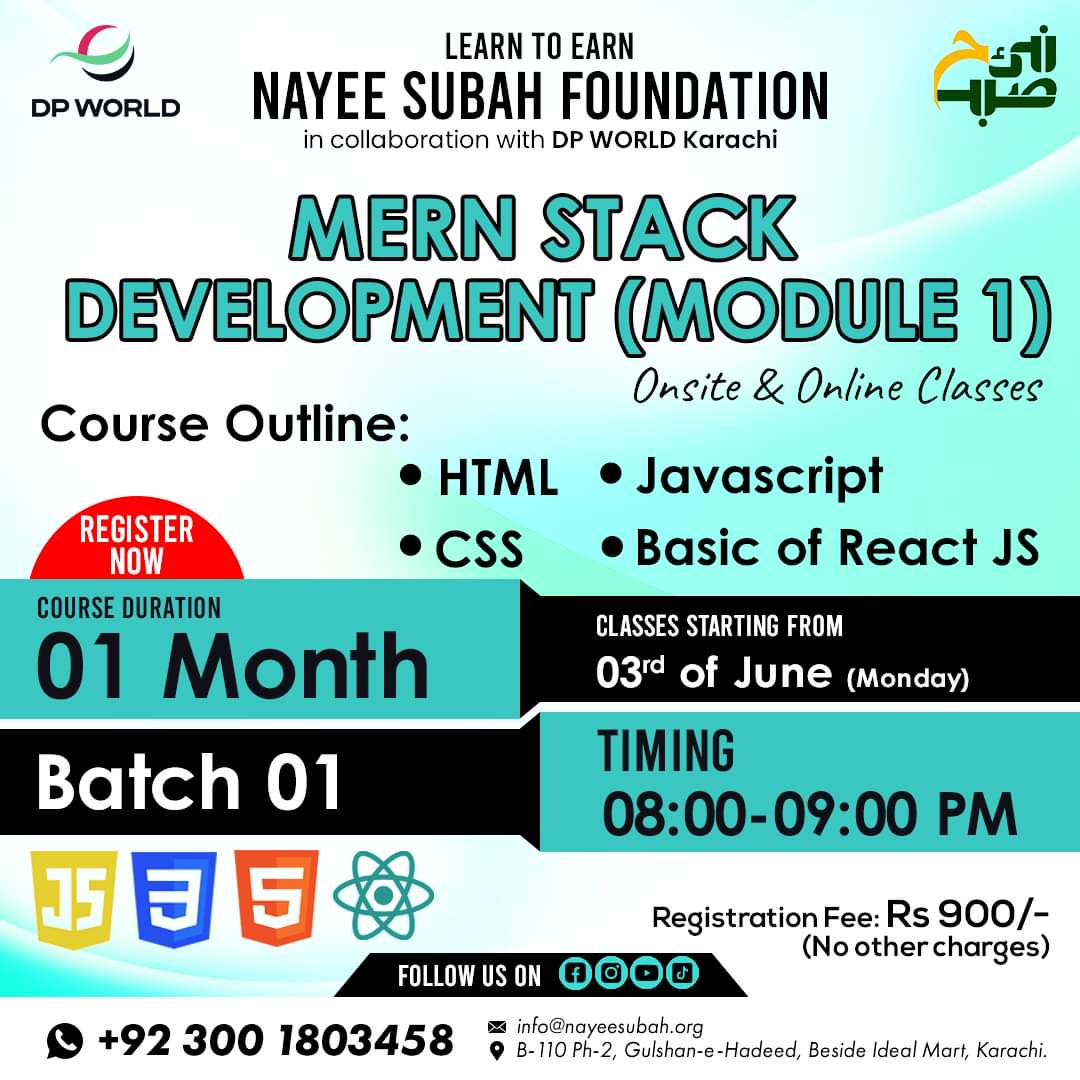 DP WORLD
LEARN TO EARN
NAYEE SUBAH FOUNDATION
in collaboration with DP WORLD Karachi
نئی صبح
MERN STACK
DEVELOPMENT (MODULE 1)
Onsite & Online Classes
Course Outline:
• HTML • Javascript
• CSS • Basic of React JS
REGISTER
NOW
COURSE DURATION
01 Month
CLASSES STARTING FROM
03rd of June (Monday)
Batch 01
TIMING
08:00-09:00 PM
JS 3 5
Registration Fee: Rs 900/-
(No other charges)
FOLLOW US ON
+92 300 1803458
info@nayeesubah.org
B-110 Ph-2, Gulshan-e-Hadeed, Beside Ideal Mart, Karachi.